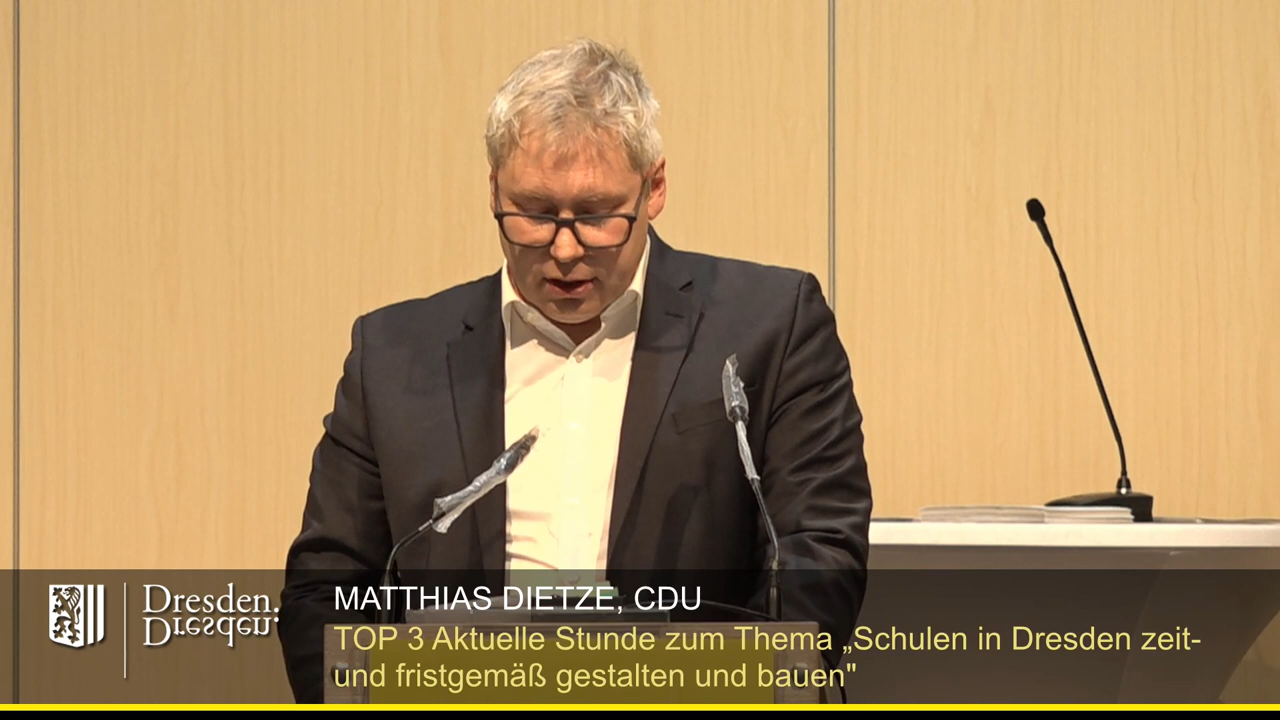 Dresden.
Dresden.
MATTHIAS DIETZE, CDU
TOP 3 Aktuelle Stunde zum Thema „Schulen in Dresden zeit-
und fristgemäß gestalten und bauen"